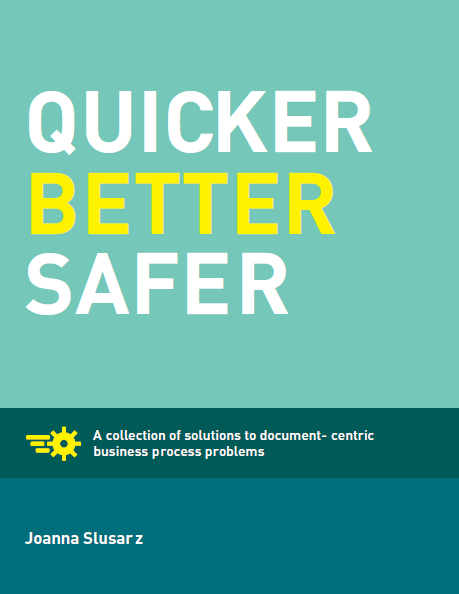 QUICKER
BETTER
SAFER
A collection of solutions to document- centric
business process problems
Joanna Slusarz